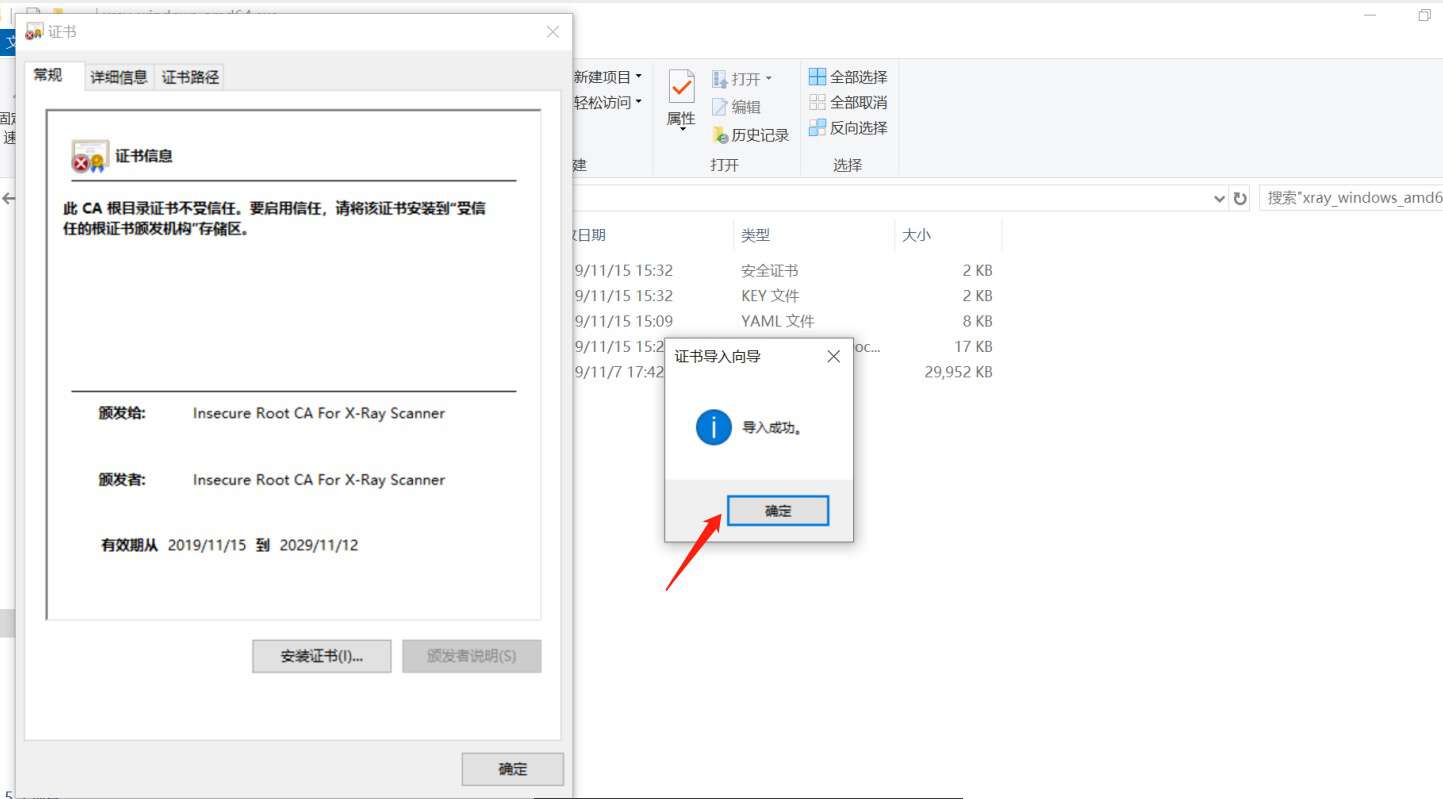 证书
常规
详细信息
证书路径
证书信息
此 CA 根目录证书不受信任。要启用信任，请将该证书安装到“受信
任的根证书颁发机构”存储区。
颁发给: Insecure Root CA For X-Ray Scanner
颁发者: Insecure Root CA For X-Ray Scanner
有效期从 2019/11/15 到 2029/11/12
安装证书(I)...
颁发者说明(S)
确定
新建项目
轻松访问
建
属性
打开
编辑
历史记录
打开
全部选择
全部取消
反向选择
选择
搜索"xray_windows_amd6
日期 类型 大小
9/11/15 15:32 安全证书 2 KB
9/11/15 15:32 KEY 文件 2 KB
9/11/15 15:09 YAML 文件 8 KB
9/11/15 15:2 oc... 17 KB
9/11/7 17:42 29,952 KB
证书导入向导
导入成功。
确定